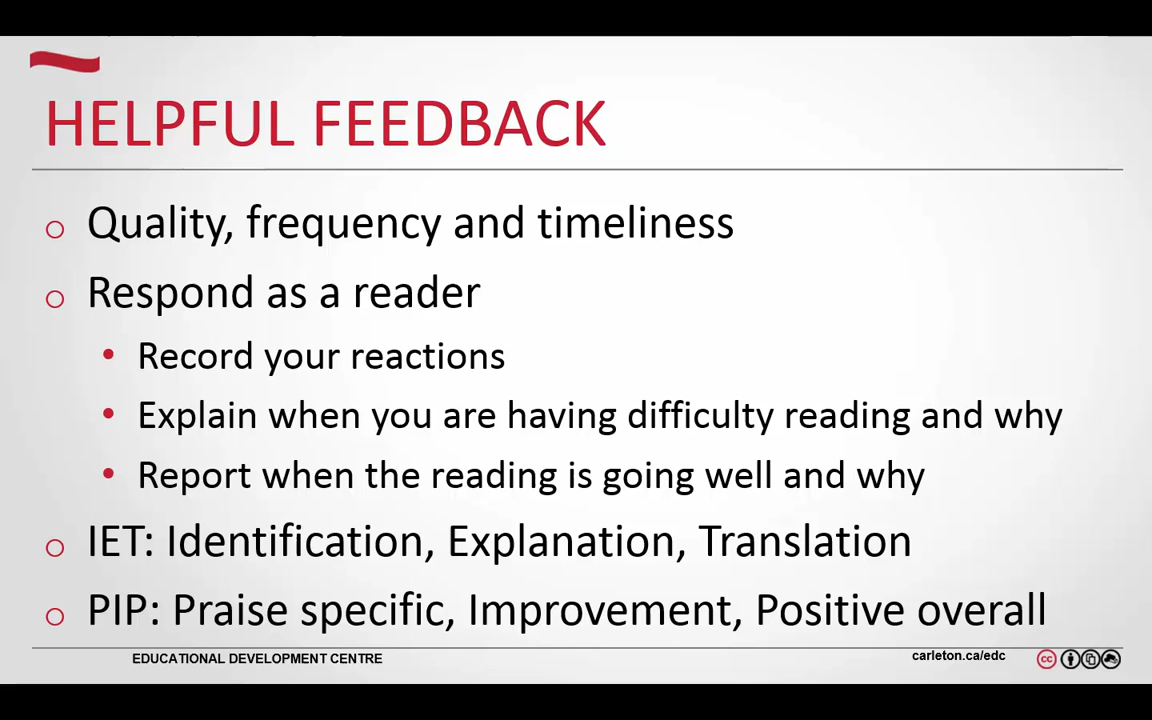 HELPFUL FEEDBACK
Quality, frequency and timeliness
Respond as a reader
Record your reactions
Explain when you are having difficulty reading and why
Report when the reading is going well and why
IET: Identification, Explanation, Translation
PIP: Praise specific, Improvement, Positive overall
EDUCATIONAL DEVELOPMENT CENTRE
carleton.ca/edc
cc